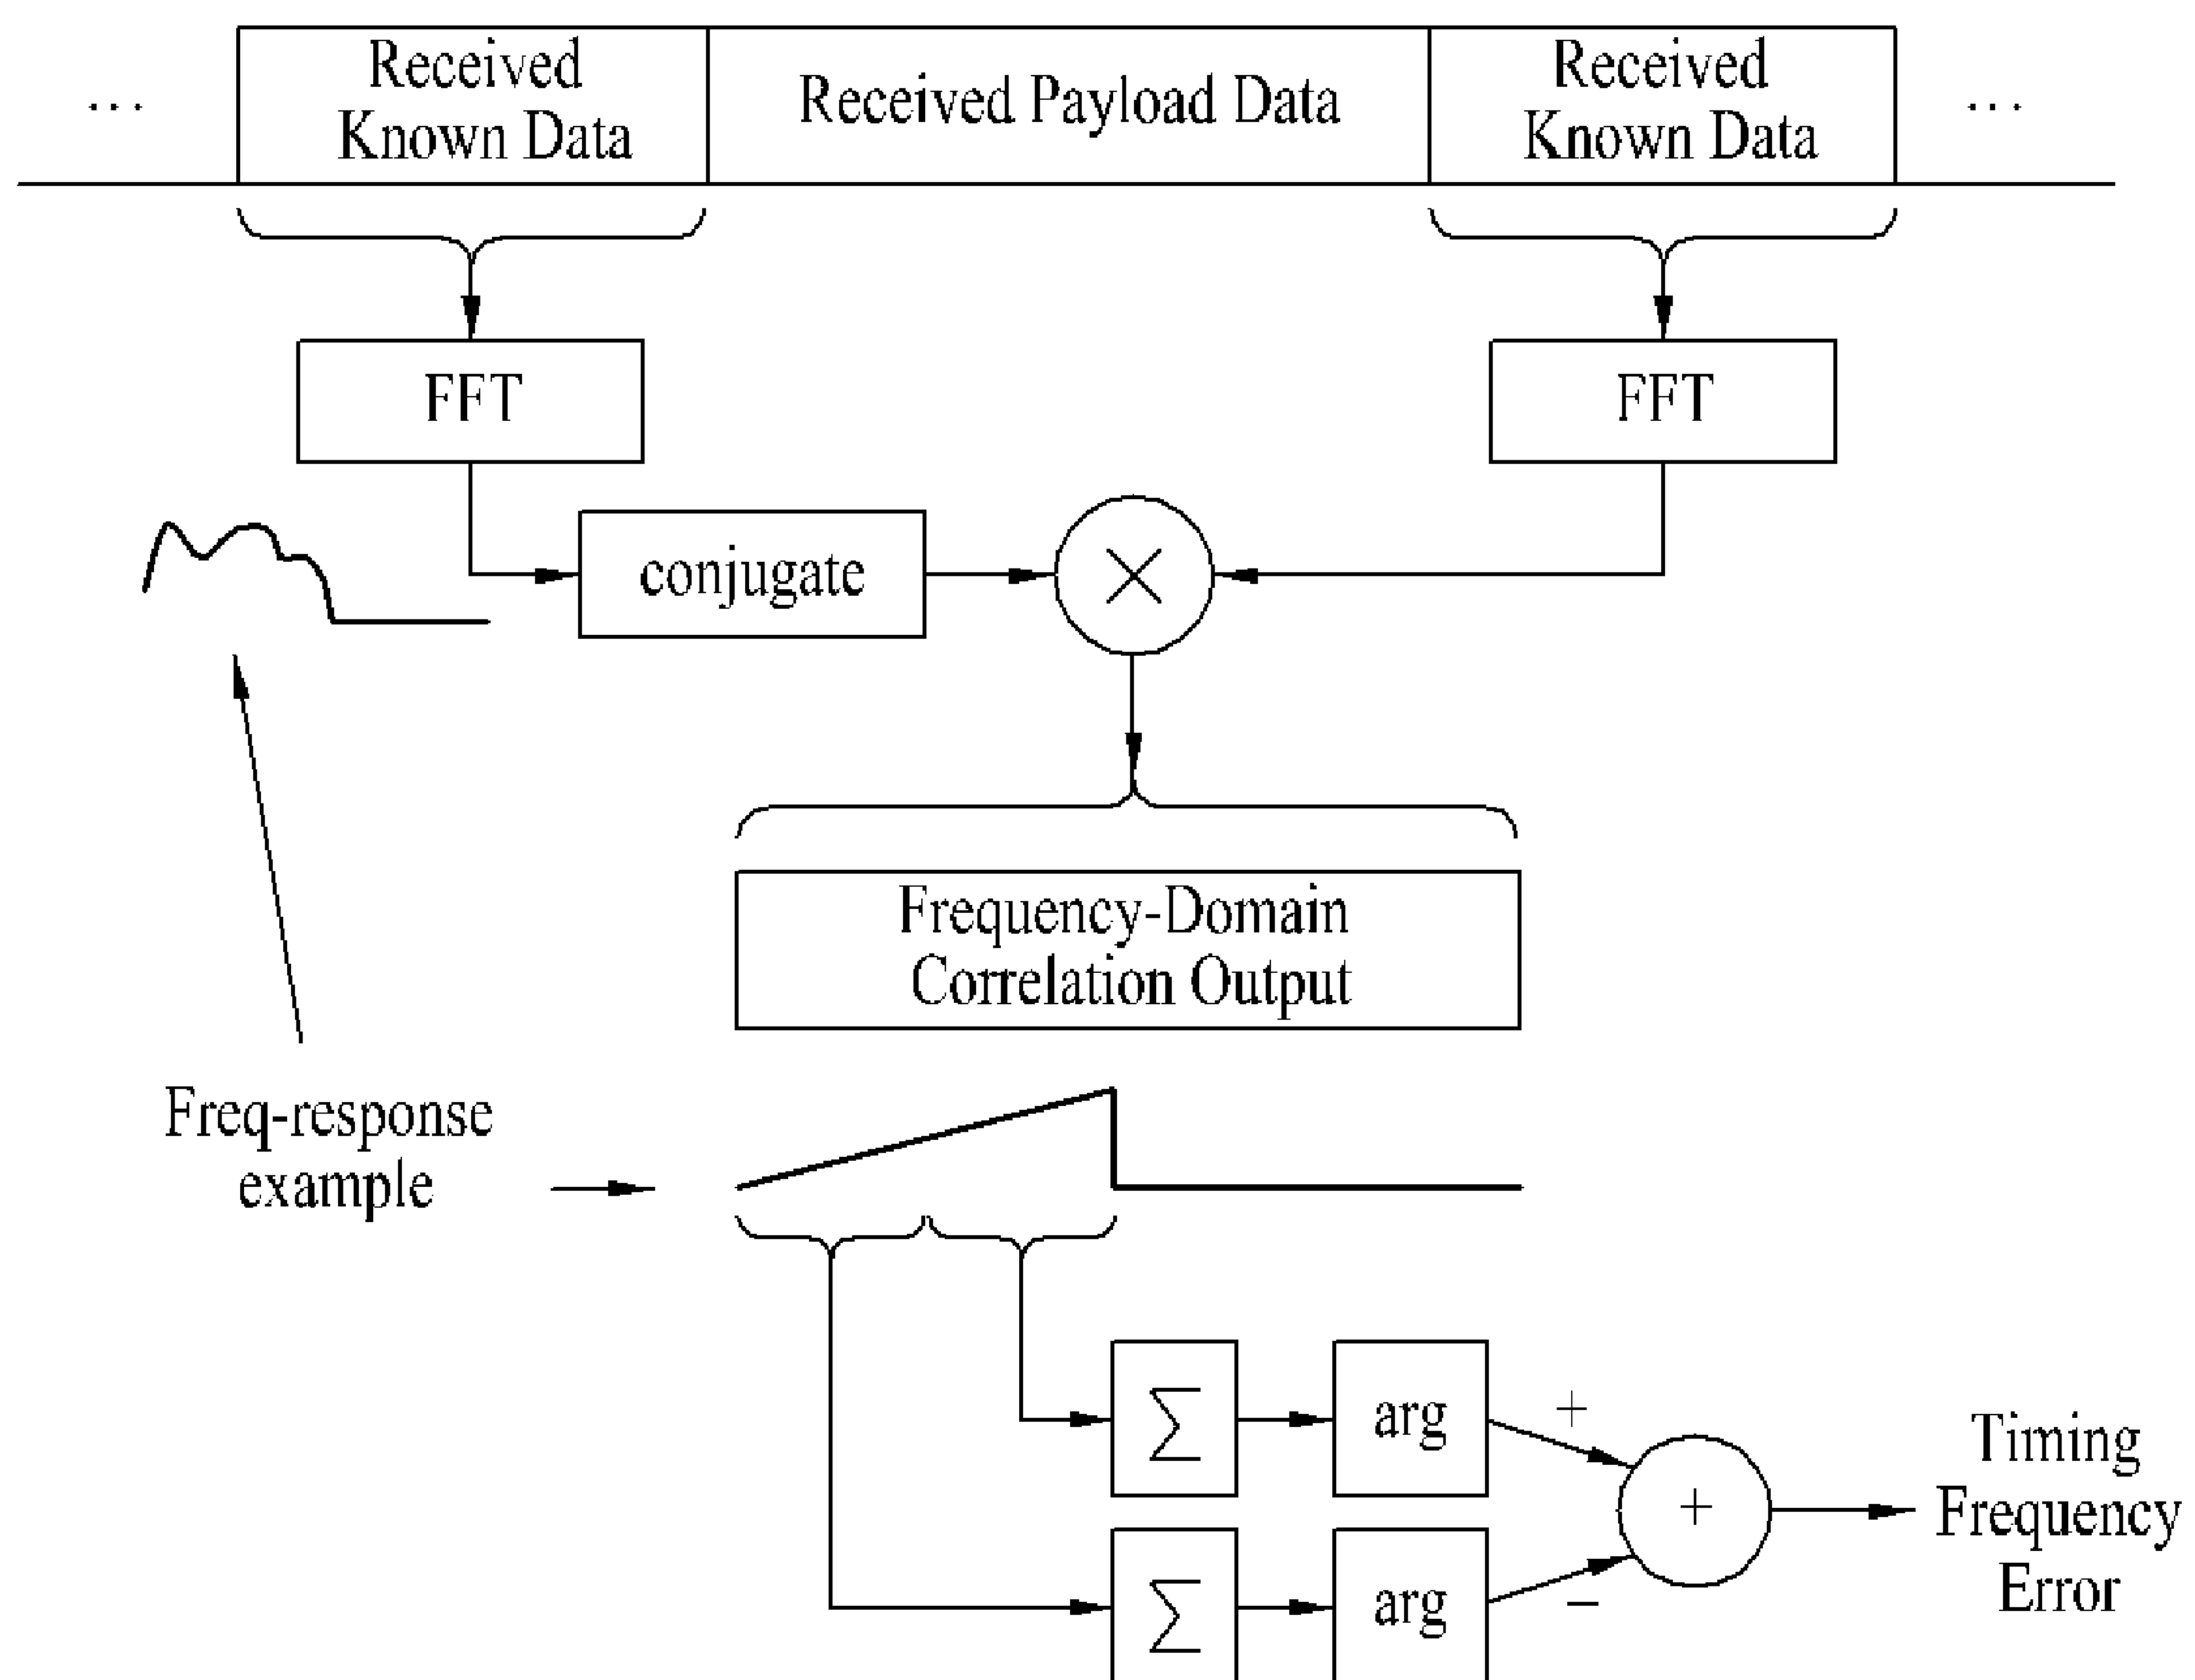 ...
Received
Known Data
Received Payload Data
Received
Known Data
...
FFT
FFT
conjugate
×
Frequency-Domain
Correlation Output
Freq-response
example
∑
arg
+
+
Timing
Frequency
Error
∑
arg
−